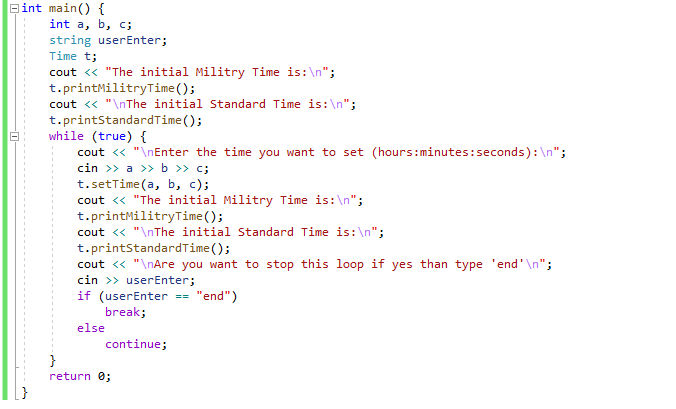 int main() {
    int a, b, c;
    string userEnter;
    Time t;
    cout << "The initial Militry Time is:\n";
    t.printMilitryTime();
    cout << "\nThe initial Standard Time is:\n";
    t.printStandardTime();
    while (true) {
        cout << "\nEnter the time you want to set (hours:minutes:seconds):\n";
        cin >> a >> b >> c;
        t.setTime(a, b, c);
        cout << "The initial Militry Time is:\n";
        t.printMilitryTime();
        cout << "\nThe initial Standard Time is:\n";
        t.printStandardTime();
        cout << "\nAre you want to stop this loop if yes than type 'end'\n";
        cin >> userEnter;
        if (userEnter == "end")
            break;
        else
            continue;
    }
    return 0;
}